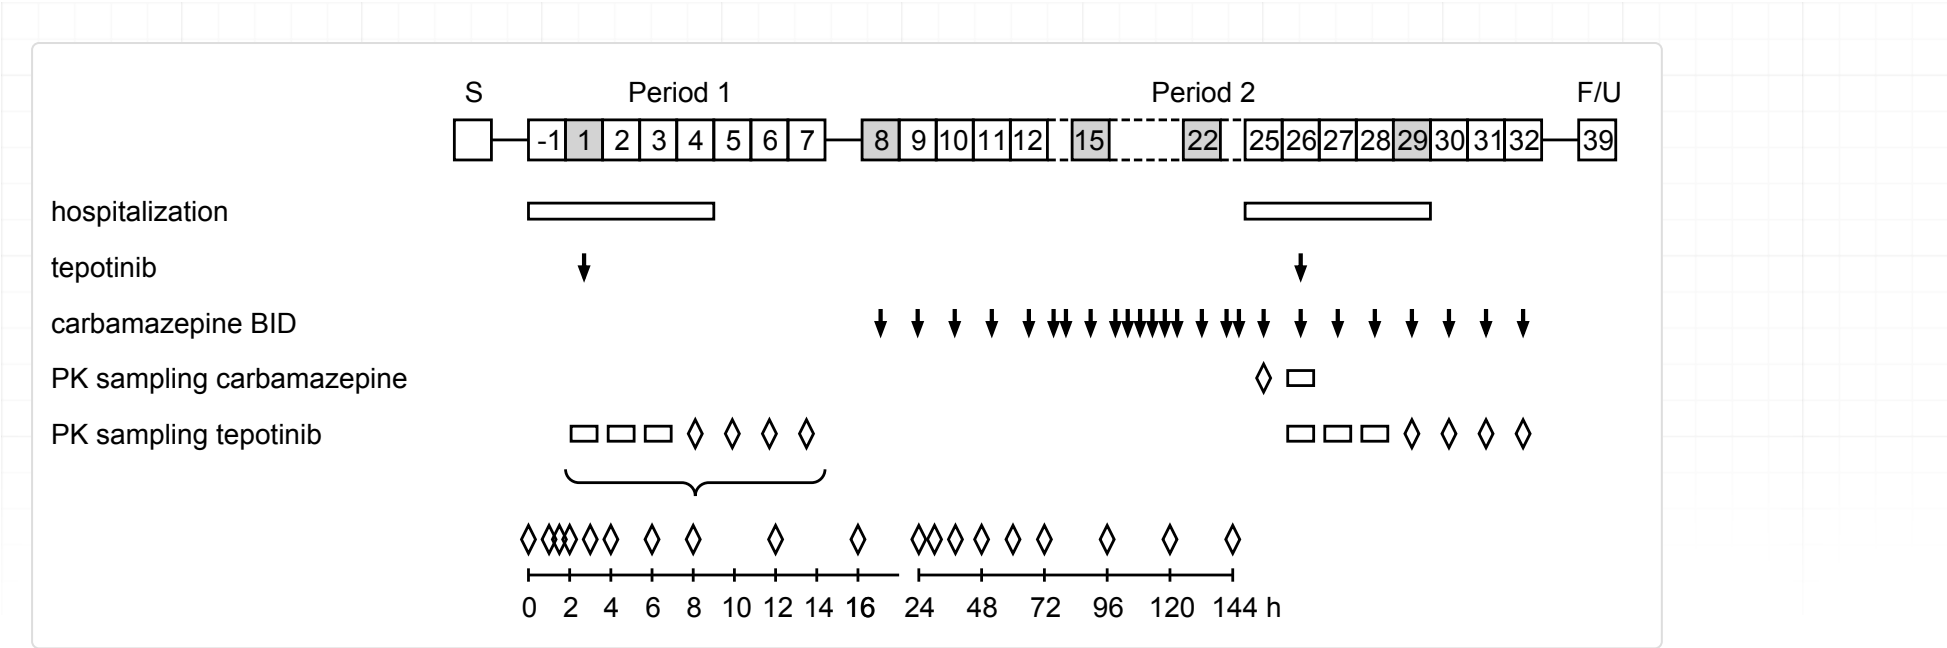 S Period 1 Period 2 F/U
-1 1 2 3 4 5 6 7 8 9 10 11 12 15 22 25 26 27 28 29 30 31 32 39
hospitalization
tepotinib
carbamazepine BID
PK sampling carbamazepine
PK sampling tepotinib
0 2 4 6 8 10 12 14 16 24 48 72 96 120 144 h